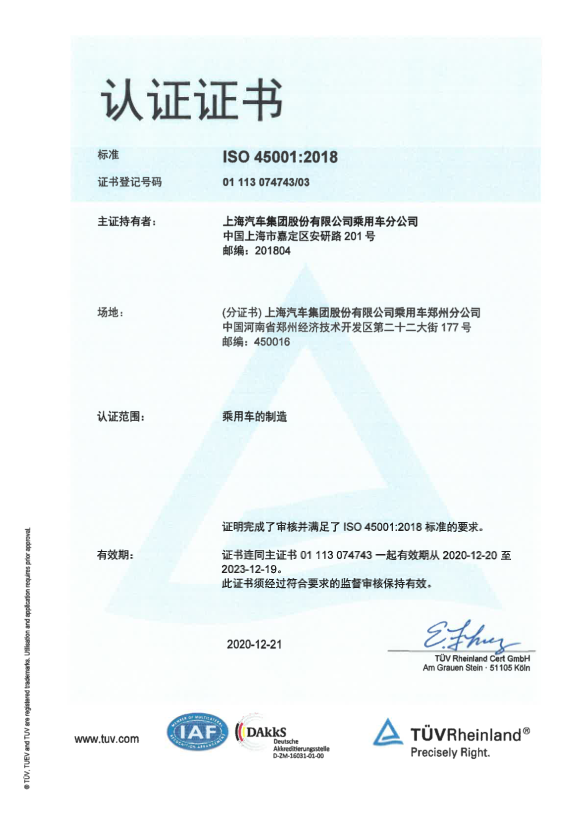 认证证书
标准 ISO 45001:2018
证书登记号码 01 113 074743/03
主证持有者： 上海汽车集团股份有限公司乘用车分公司
中国上海市嘉定区安研路 201 号
邮编：201804
场地： (分证书) 上海汽车集团股份有限公司乘用车郑州分公司
中国河南省郑州经济技术开发区第二十二大街 177 号
邮编：450016
认证范围： 乘用车的制造
证明完成了审核并满足了 ISO 45001:2018 标准的要求。
有效期： 证书连同主证书 01 113 074743 一起有效期从 2020-12-20 至
2023-12-19。
此证书须经过符合要求的监督审核保持有效。
2020-12-21
TÜV Rheinland Cert GmbH
Am Grauen Stein · 51105 Köln
® TÜV, TUEV and TUV are registered trademarks. Utilisation and application requires prior approval.
www.tuv.com
MEMBER OF MULTILATERAL
IAF
RECOGNITION ARRANGEMENT
DAkkS
Deutsche
Akkreditierungsstelle
D-ZM-16031-01-00
TÜVRheinland®
Precisely Right.